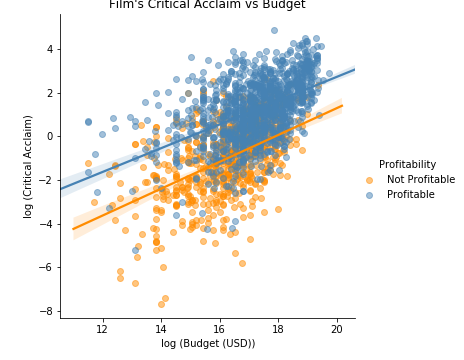 Film's Critical Acclaim vs Budget
4
2
0
−2
−4
−6
−8
log (Critical Acclaim)
12
14
16
18
20
log (Budget (USD))
Profitability
Not Profitable
Profitable